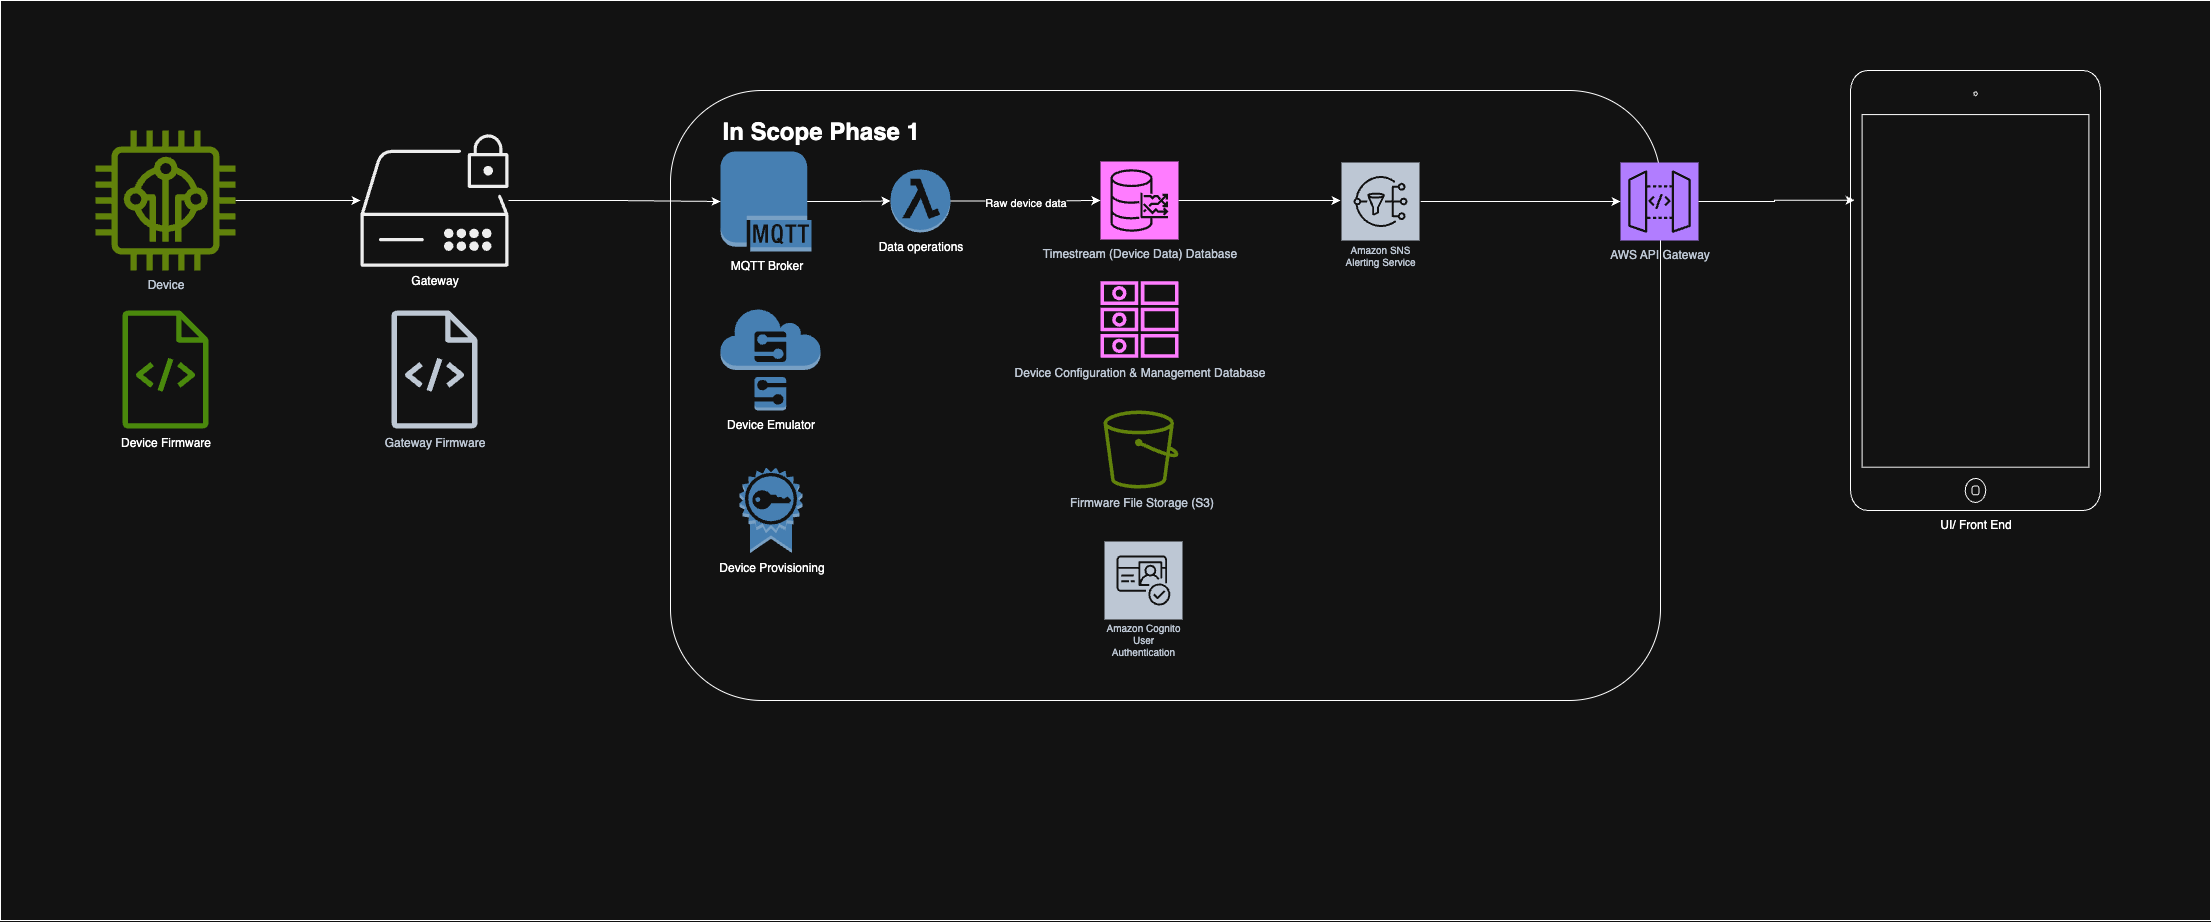 In Scope Phase 1
MQTT
MQTT Broker
Data operations
Raw device data
Timestream (Device Data) Database
Amazon SNS
Alerting Service
AWS API Gateway
Device
Gateway
Device Firmware
Gateway Firmware
Device Emulator
Device Configuration & Management Database
Firmware File Storage (S3)
Device Provisioning
Amazon Cognito
User
Authentication
UI/ Front End